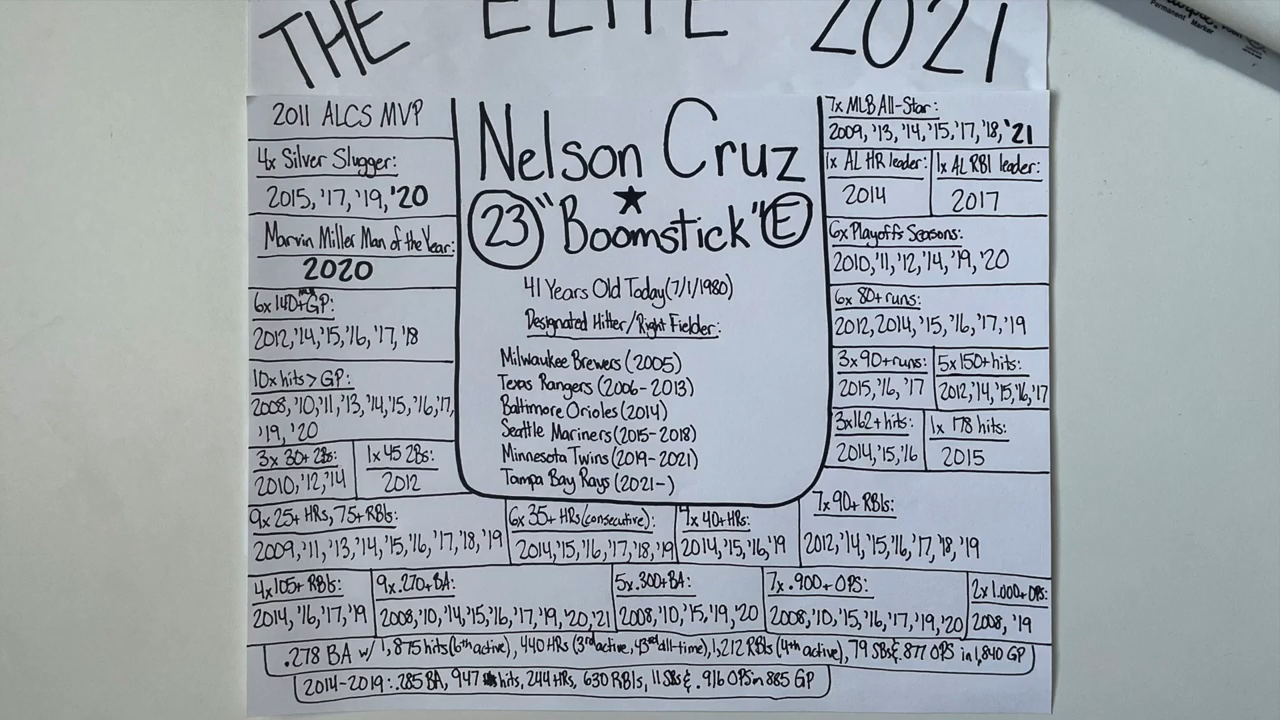 THE ELITE 2021
Permanent Marker
2011 ALCS MVP
4x Silver Slugger:
2015, '17, '19, '20
Marvin Miller Man of the Year:
2020
6x 140+ GP:
2012, '14, '15, '16, '17, '18
10x hits > GP:
2008, '10, '11, '13, '14, '15, '16, '17,
'19, '20
3x 30+ 2Bs:
2010, '12, '14
1x 45 2Bs:
2012
Nelson Cruz
★
23 "Boomstick" E
41 Years Old Today (7/1/1980)
Designated Hitter/Right Fielder:
Milwaukee Brewers (2005)
Texas Rangers (2006-2013)
Baltimore Orioles (2014)
Seattle Mariners (2015-2018)
Minnesota Twins (2019-2021)
Tampa Bay Rays (2021-)
7x MLB All-Star:
2009, '13, '14, '15, '17, '18, '21
1x AL HR leader:
2014
1x AL RBI leader:
2017
6x Playoffs Seasons:
2010, '11, '12, '14, '19, '20
6x 80+ runs:
2012, 2014, '15, '16, '17, '19
3x 90+ runs:
2015, '16, '17
5x 150+ hits:
2012, '14, '15, '16, '17
3x 162+ hits:
2014, '15, '16
1x 178 hits:
2015
9x 25+ HRs, 75+ RBIs:
2009, '11, '13, '14, '15, '16, '17, '18, '19
6x 35+ HRs (consecutive):
2014, '15, '16, '17, '18, '19
4x 40+ HRs:
2014, '15, '16, '19
7x 90+ RBIs:
2012, '14, '15, '16, '17, '18, '19
4x 105+ RBIs:
2014, '16, '17, '19
9x .270+ BA:
2008, '10, '14, '15, '16, '17, '19, '20, '21
5x .300+ BA:
2008, '10, '15, '19, '20
7x .900+ OPS:
2008, '10, '15, '16, '17, '19, '20
2x 1.000+ OPS:
2008, '19
.278 BA w/ 1,875 hits (6th active), 440 HRs (3rd active, 43rd all-time), 1,212 RBIs (4th active), 79 SBs & .877 OPS in 1,840 GP
2014-2019: .285 BA, 947 hits, 244 HRs, 630 RBIs, 11 SBs & .916 OPS in 885 GP